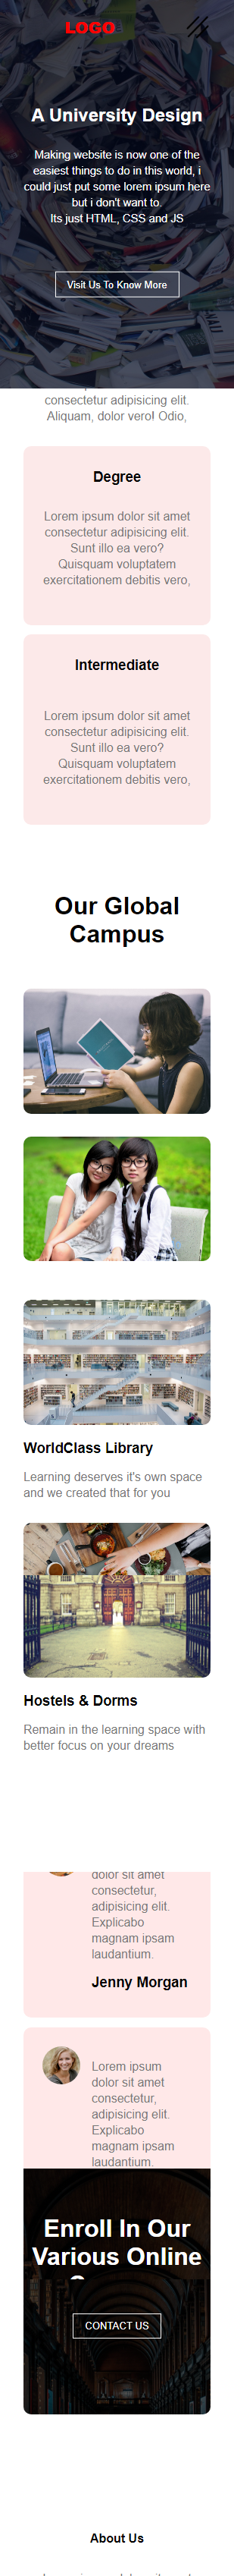 LOGO
A University Design
Making website is now one of the
easiest things to do in this world, i
could just put some lorem ipsum here
but i don't want to.
Its just HTML, CSS and JS
Visit Us To Know More
consectetur adipisicing elit.
Aliquam, dolor vero! Odio,
Degree
Lorem ipsum dolor sit amet
consectetur adipisicing elit.
Sunt illo ea vero?
Quisquam voluptatem
exercitationem debitis vero,
Intermediate
Lorem ipsum dolor sit amet
consectetur adipisicing elit.
Sunt illo ea vero?
Quisquam voluptatem
exercitationem debitis vero,
Our Global
Campus
WorldClass Library
Learning deserves it's own space
and we created that for you
Hostels & Dorms
Remain in the learning space with
better focus on your dreams
dolor sit amet
consectetur,
adipisicing elit.
Explicabo
magnam ipsam
laudantium.
Jenny Morgan
Lorem ipsum
dolor sit amet
consectetur,
adipisicing elit.
Explicabo
magnam ipsam
laudantium.
Enroll In Our
Various Online
CONTACT US
About Us